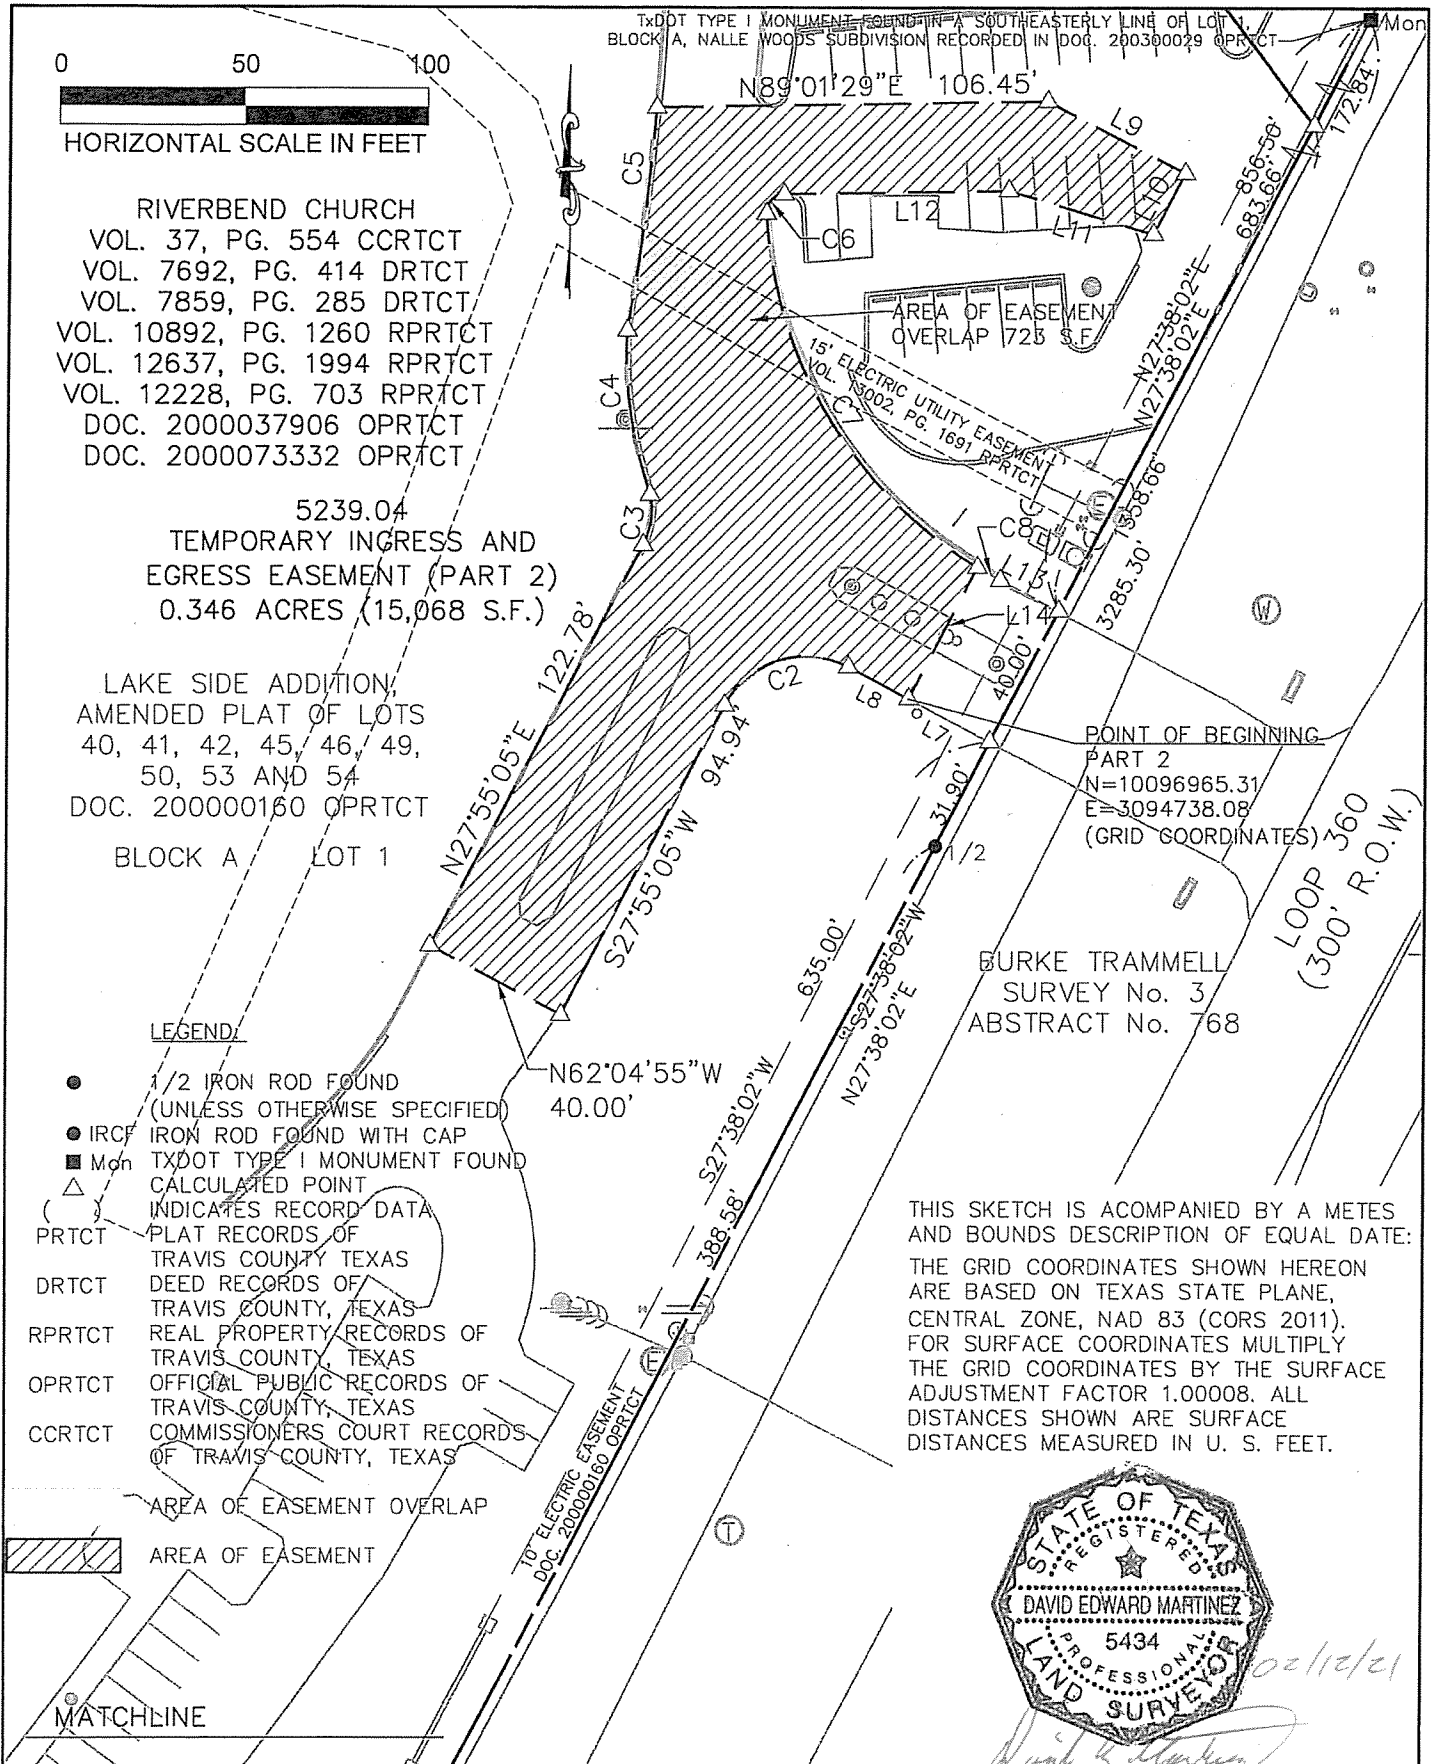 TxDOT TYPE I MONUMENT FOUND IN A SOUTHEASTERLY LINE OF LOT 1,
BLOCK A, NALLE WOODS SUBDIVISION RECORDED IN DOC. 200300029 OPRTCT
Mon
0 50 100
HORIZONTAL SCALE IN FEET
N89°01'29"E 106.45'
L9
172.84'
C5
L10
856.50'
683.66'
L12
L11
C6
RIVERBEND CHURCH
VOL. 37, PG. 554 CCRTCT
VOL. 7692, PG. 414 DRTCT
VOL. 7859, PG. 285 DRTCT
VOL. 10892, PG. 1260 RPRTCT
VOL. 12637, PG. 1994 RPRTCT
VOL. 12228, PG. 703 RPRTCT
DOC. 2000037906 OPRTCT
DOC. 2000073332 OPRTCT
AREA OF EASEMENT
OVERLAP 723 S.F.
N27°38'02"E
N27°38'02"E
15' ELECTRIC UTILITY EASEMENT
VOL. 13002, PG. 1691 RPRTCT
C4
C7
5239.04
TEMPORARY INGRESS AND
EGRESS EASEMENT (PART 2)
0.346 ACRES (15,068 S.F.)
C3
E
1358.66'
C8
E
L13
3285.30'
W
L14
40.00'
122.78'
C2
L8
L7
LAKE SIDE ADDITION,
AMENDED PLAT OF LOTS
40, 41, 42, 45, 46, 49,
50, 53 AND 54
DOC. 200000160 OPRTCT
BLOCK A LOT 1
N27°55'05"E
S27°55'05"W 94.94'
POINT OF BEGINNING
PART 2
N=10096965.31
E=3094738.08
(GRID COORDINATES)
31.90'
1/2
LOOP 360
(300' R.O.W.)
635.00'
S27°38'02"W
N27°38'02"E
BURKE TRAMMELL
SURVEY No. 3
ABSTRACT No. 768
N62°04'55"W
40.00'
S27°38'02"W
388.58'
LEGEND:
1/2 IRON ROD FOUND
(UNLESS OTHERWISE SPECIFIED)
IRCF IRON ROD FOUND WITH CAP
Mon TXDOT TYPE I MONUMENT FOUND
CALCULATED POINT
( ) INDICATES RECORD DATA
PRTCT PLAT RECORDS OF
TRAVIS COUNTY TEXAS
DRTCT DEED RECORDS OF
TRAVIS COUNTY, TEXAS
RPRTCT REAL PROPERTY RECORDS OF
TRAVIS COUNTY, TEXAS
OPRTCT OFFICIAL PUBLIC RECORDS OF
TRAVIS COUNTY, TEXAS
CCRTCT COMMISSIONERS COURT RECORDS
OF TRAVIS COUNTY, TEXAS
AREA OF EASEMENT OVERLAP
AREA OF EASEMENT
E
10' ELECTRIC EASEMENT
DOC. 200000160 OPRTCT
T
THIS SKETCH IS ACOMPANIED BY A METES
AND BOUNDS DESCRIPTION OF EQUAL DATE:
THE GRID COORDINATES SHOWN HEREON
ARE BASED ON TEXAS STATE PLANE,
CENTRAL ZONE, NAD 83 (CORS 2011).
FOR SURFACE COORDINATES MULTIPLY
THE GRID COORDINATES BY THE SURFACE
ADJUSTMENT FACTOR 1.00008. ALL
DISTANCES SHOWN ARE SURFACE
DISTANCES MEASURED IN U. S. FEET.
STATE OF TEXAS
REGISTERED
DAVID EDWARD MARTINEZ
5434
PROFESSIONAL
LAND SURVEYOR
02/12/21
MATCHLINE